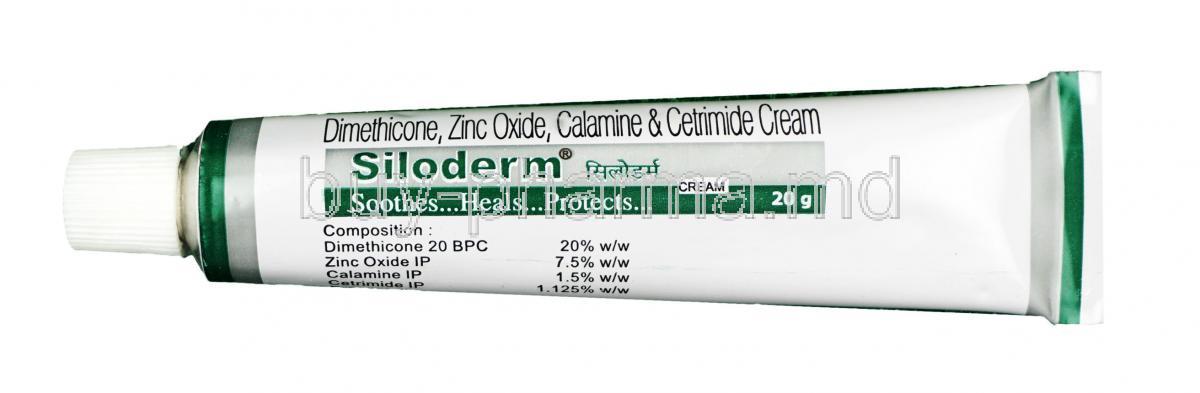 Dimethicone, Zinc Oxide, Calamine & Cetrimide Cream
Siloderm® सिलोडर्म
CREAM
Soothes...Heals...Protects.. 20 g
buy-pharma.md
Composition :
Dimethicone 20 BPC 20% w/w
Zinc Oxide IP 7.5% w/w
Calamine IP 1.5% w/w
Cetrimide IP 1.125% w/w